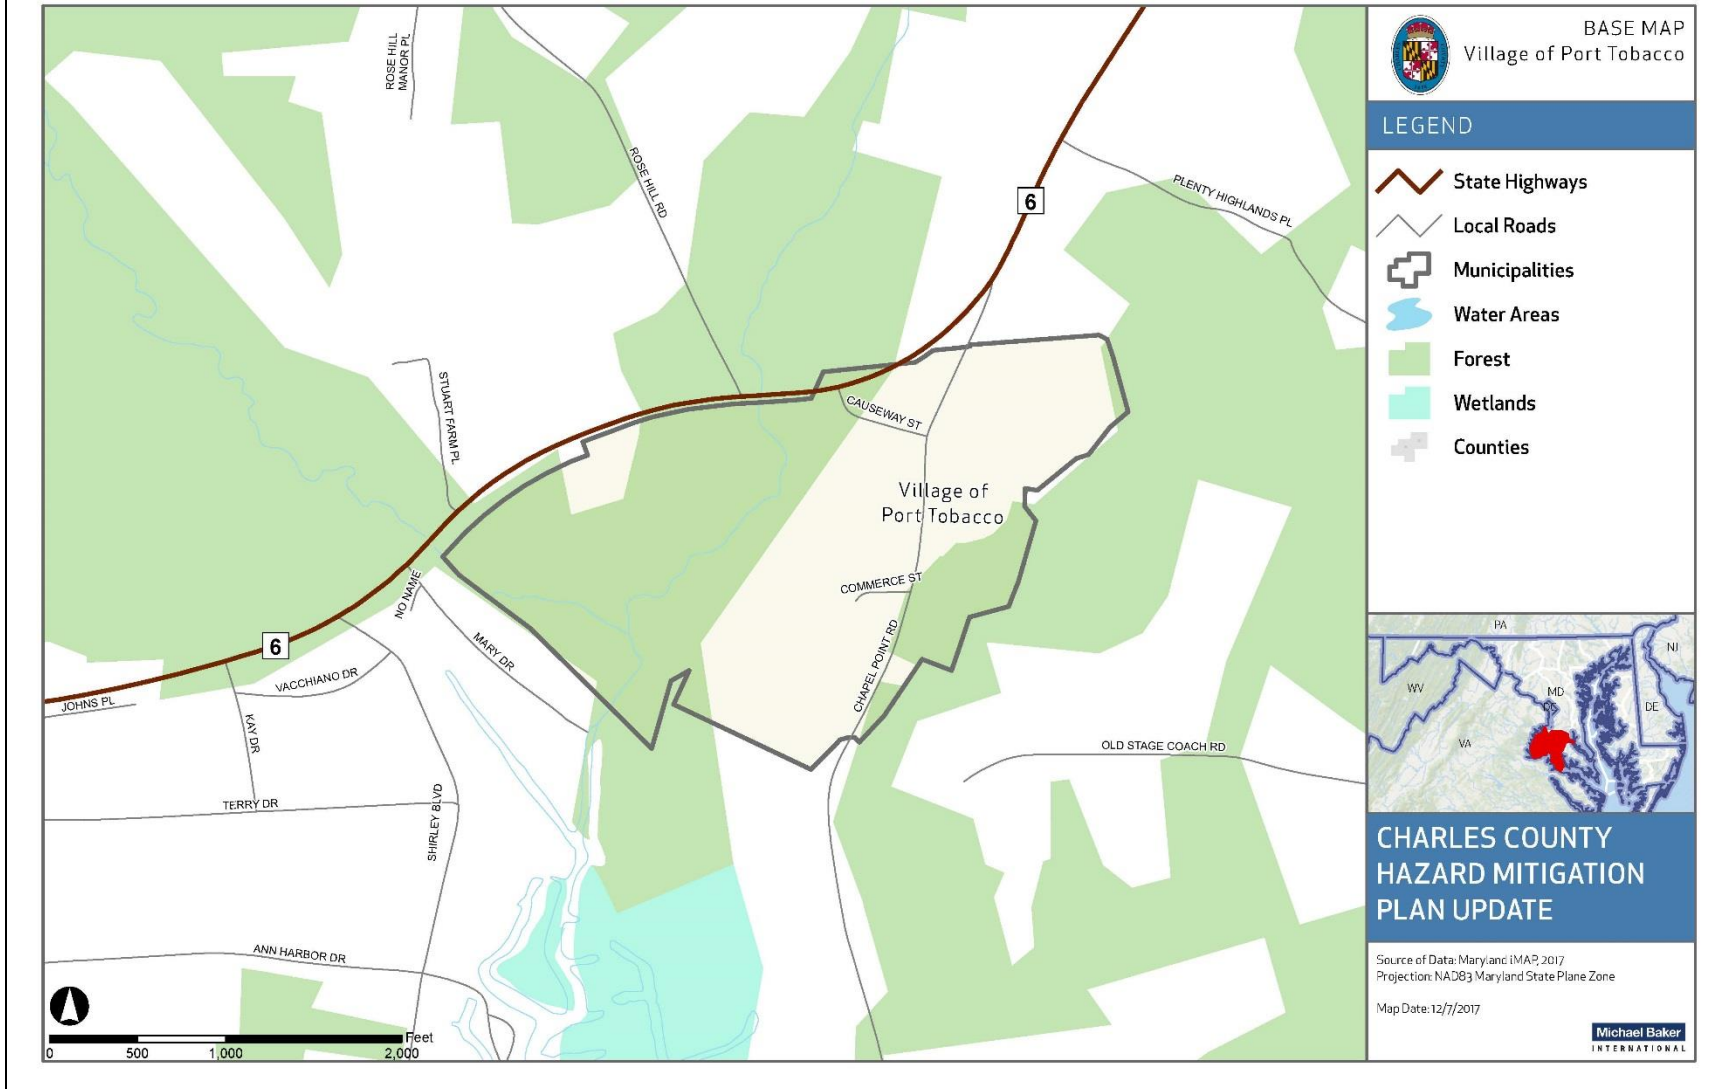 BASE MAP
Village of Port Tobacco
LEGEND
State Highways
Local Roads
Municipalities
Water Areas
Forest
Wetlands
Counties
ROSE HILL
MANOR PL
ROSE HILL RD
6
PLENTY HIGHLANDS PL
STUART FARM PL
CAUSEWAY ST
Village of
Port Tobacco
COMMERCE ST
NO NAME
MARY DR
6
CHAPEL POINT RD
VACCHIANO DR
JOHNS PL
KAY DR
OLD STAGE COACH RD
TERRY DR
SHIRLEY BLVD
ANN HARBOR DR
Feet
0 500 1,000 2,000
PA
NJ
WV
MD
DC
DE
VA
CHARLES COUNTY
HAZARD MITIGATION
PLAN UPDATE
Source of Data: Maryland iMAP, 2017
Projection: NAD83 Maryland State Plane Zone
Map Date: 12/7/2017
Michael Baker
INTERNATIONAL